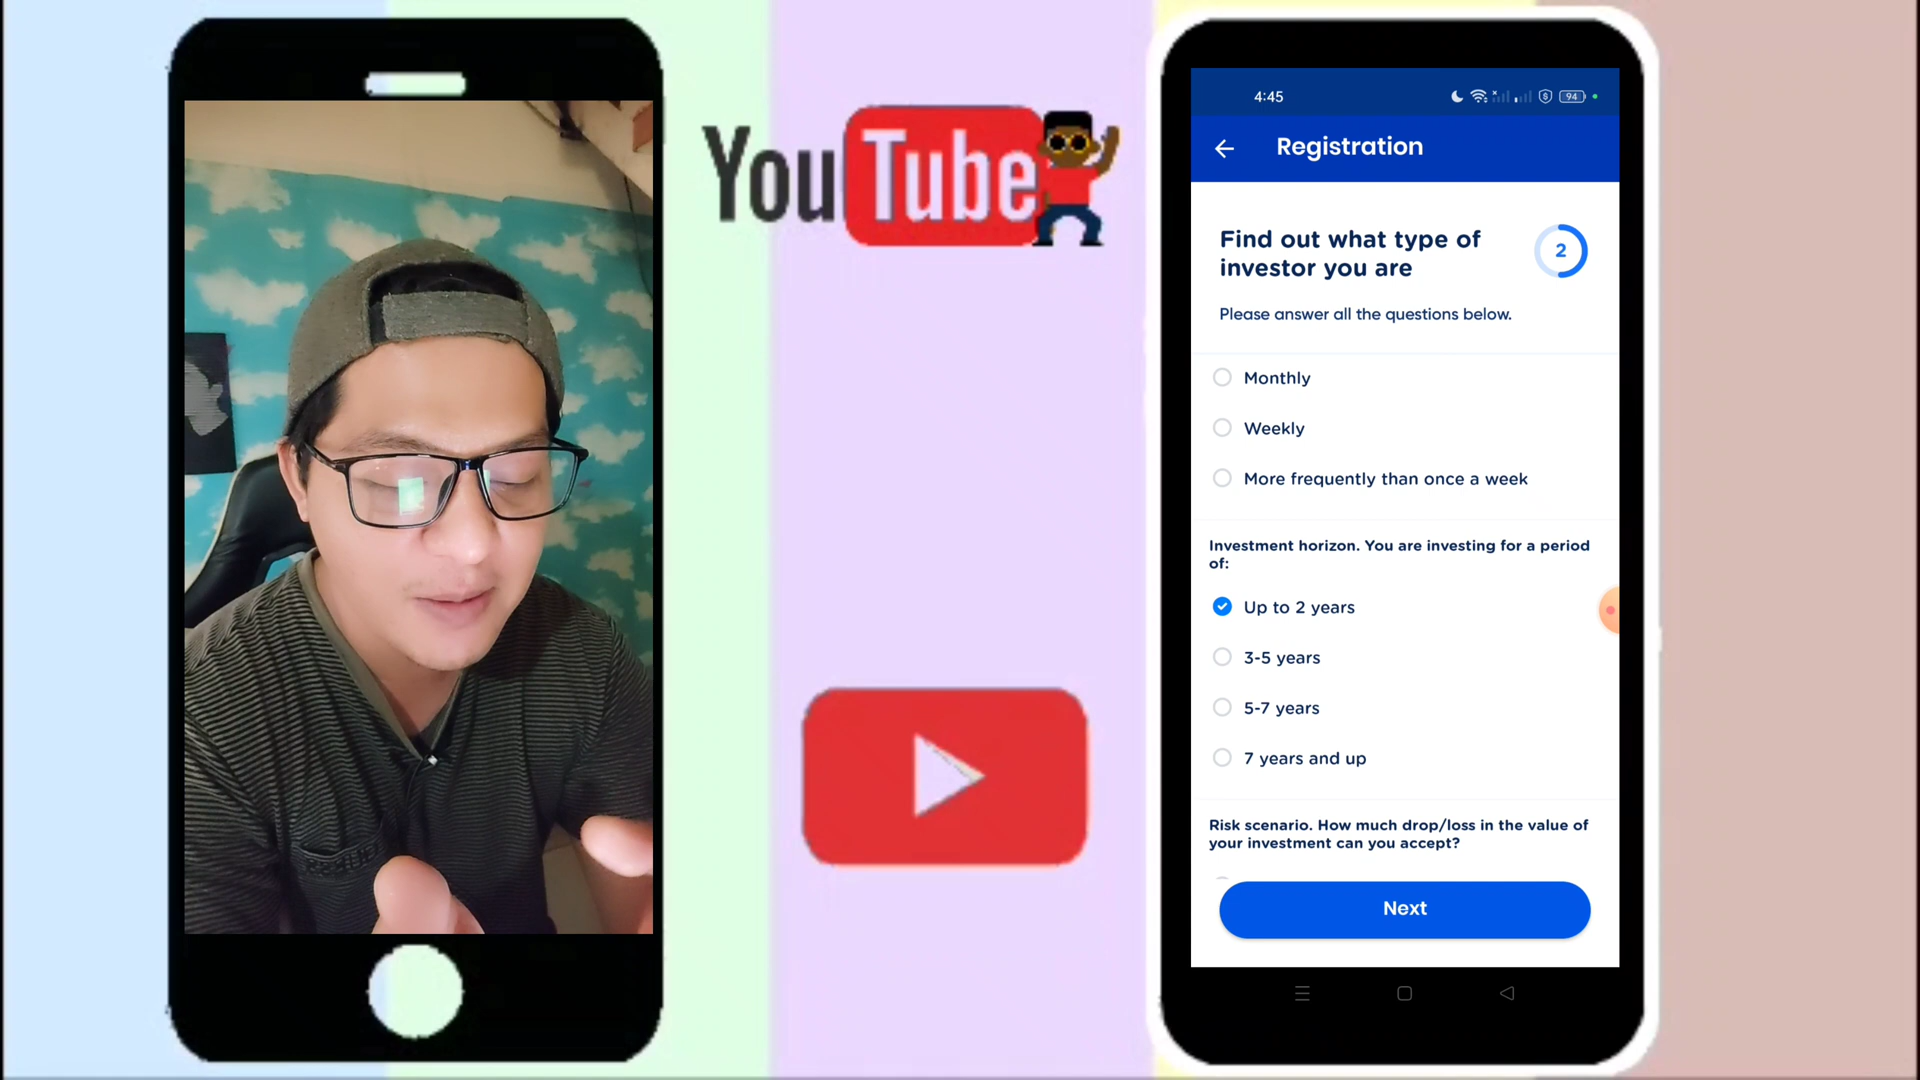 YouTube
4:45
94
Registration
Find out what type of
investor you are
2
Please answer all the questions below.
Monthly
Weekly
More frequently than once a week
Investment horizon. You are investing for a period
of:
Up to 2 years
3-5 years
5-7 years
7 years and up
Risk scenario. How much drop/loss in the value of
your investment can you accept?
Next